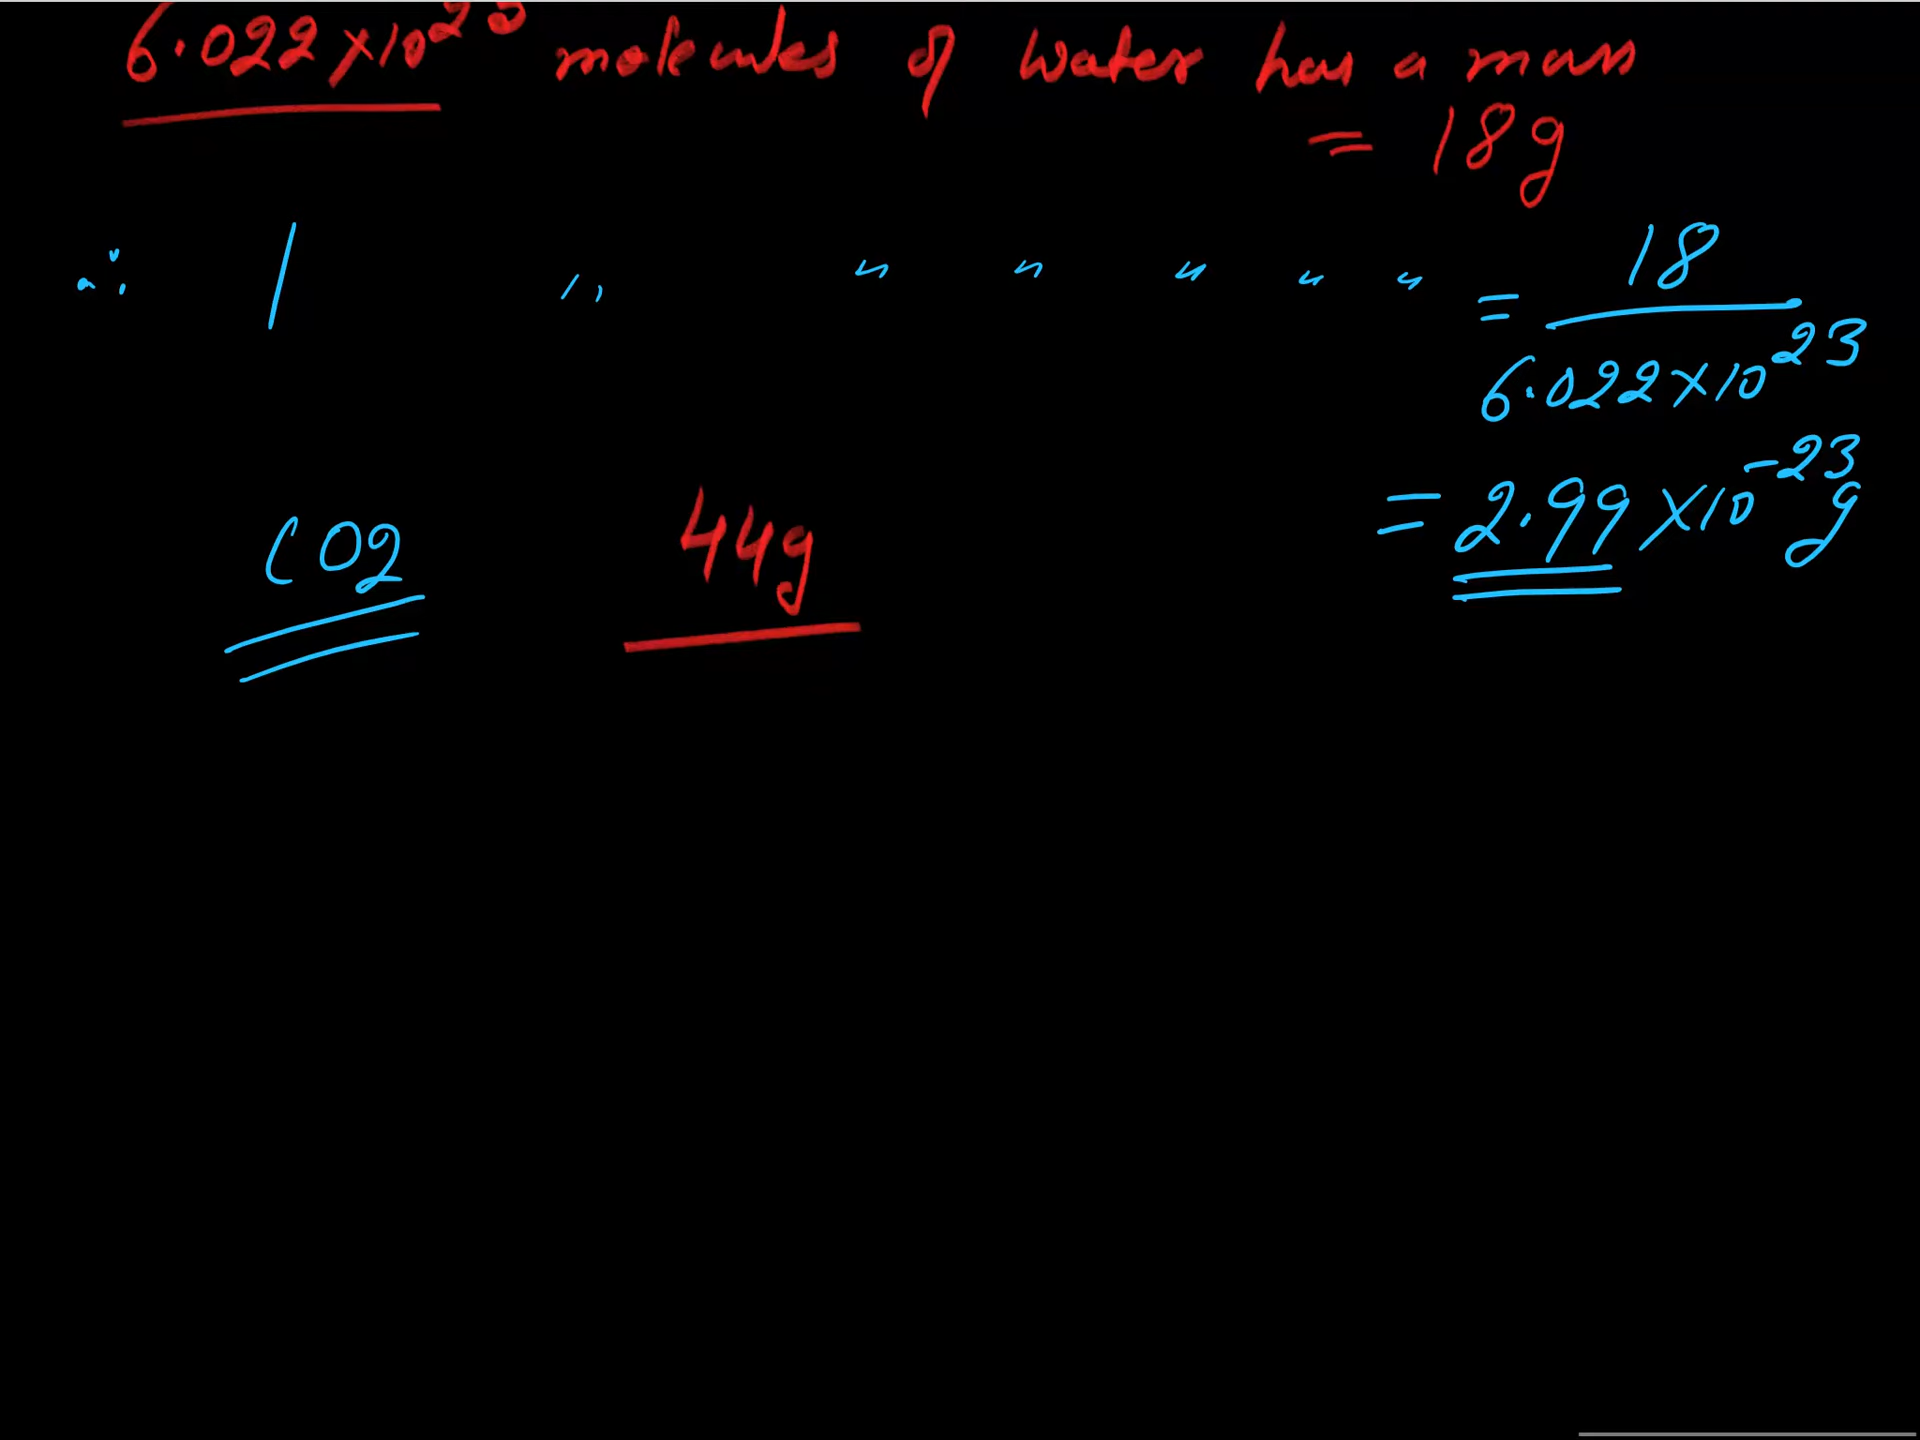 6.022×10²³ molecules of water has a mass
= 18g
∴ 1 ,, " " " " " = 18
6.022×10²³
= 2.99×10⁻²³g
CO₂ 44g